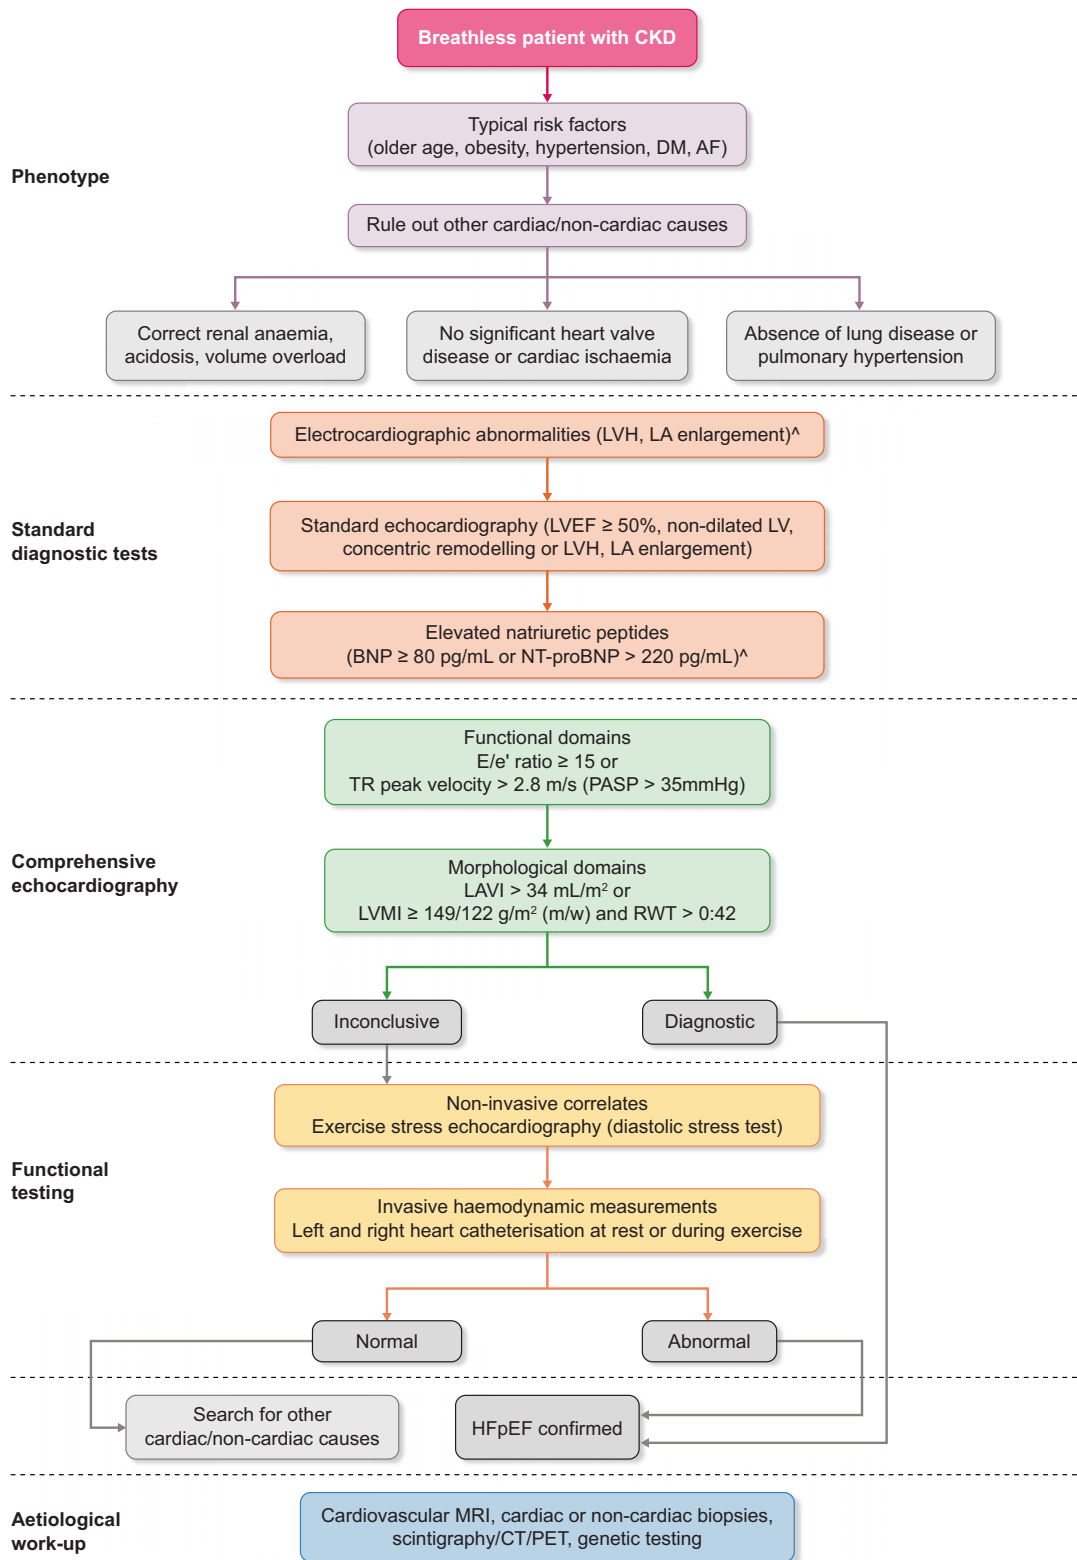 Breathless patient with CKD
Typical risk factors
(older age, obesity, hypertension, DM, AF)
Phenotype
Rule out other cardiac/non-cardiac causes
Correct renal anaemia,
acidosis, volume overload
No significant heart valve
disease or cardiac ischaemia
Absence of lung disease or
pulmonary hypertension
Electrocardiographic abnormalities (LVH, LA enlargement)^
Standard
diagnostic tests
Standard echocardiography (LVEF ≥ 50%, non-dilated LV,
concentric remodelling or LVH, LA enlargement)
Elevated natriuretic peptides
(BNP ≥ 80 pg/mL or NT-proBNP > 220 pg/mL)^
Functional domains
E/e' ratio ≥ 15 or
TR peak velocity > 2.8 m/s (PASP > 35mmHg)
Comprehensive
echocardiography
Morphological domains
LAVI > 34 mL/m² or
LVMI ≥ 149/122 g/m² (m/w) and RWT > 0:42
Inconclusive
Diagnostic
Non-invasive correlates
Exercise stress echocardiography (diastolic stress test)
Functional
testing
Invasive haemodynamic measurements
Left and right heart catheterisation at rest or during exercise
Normal
Abnormal
Search for other
cardiac/non-cardiac causes
HFpEF confirmed
Aetiological
work-up
Cardiovascular MRI, cardiac or non-cardiac biopsies,
scintigraphy/CT/PET, genetic testing